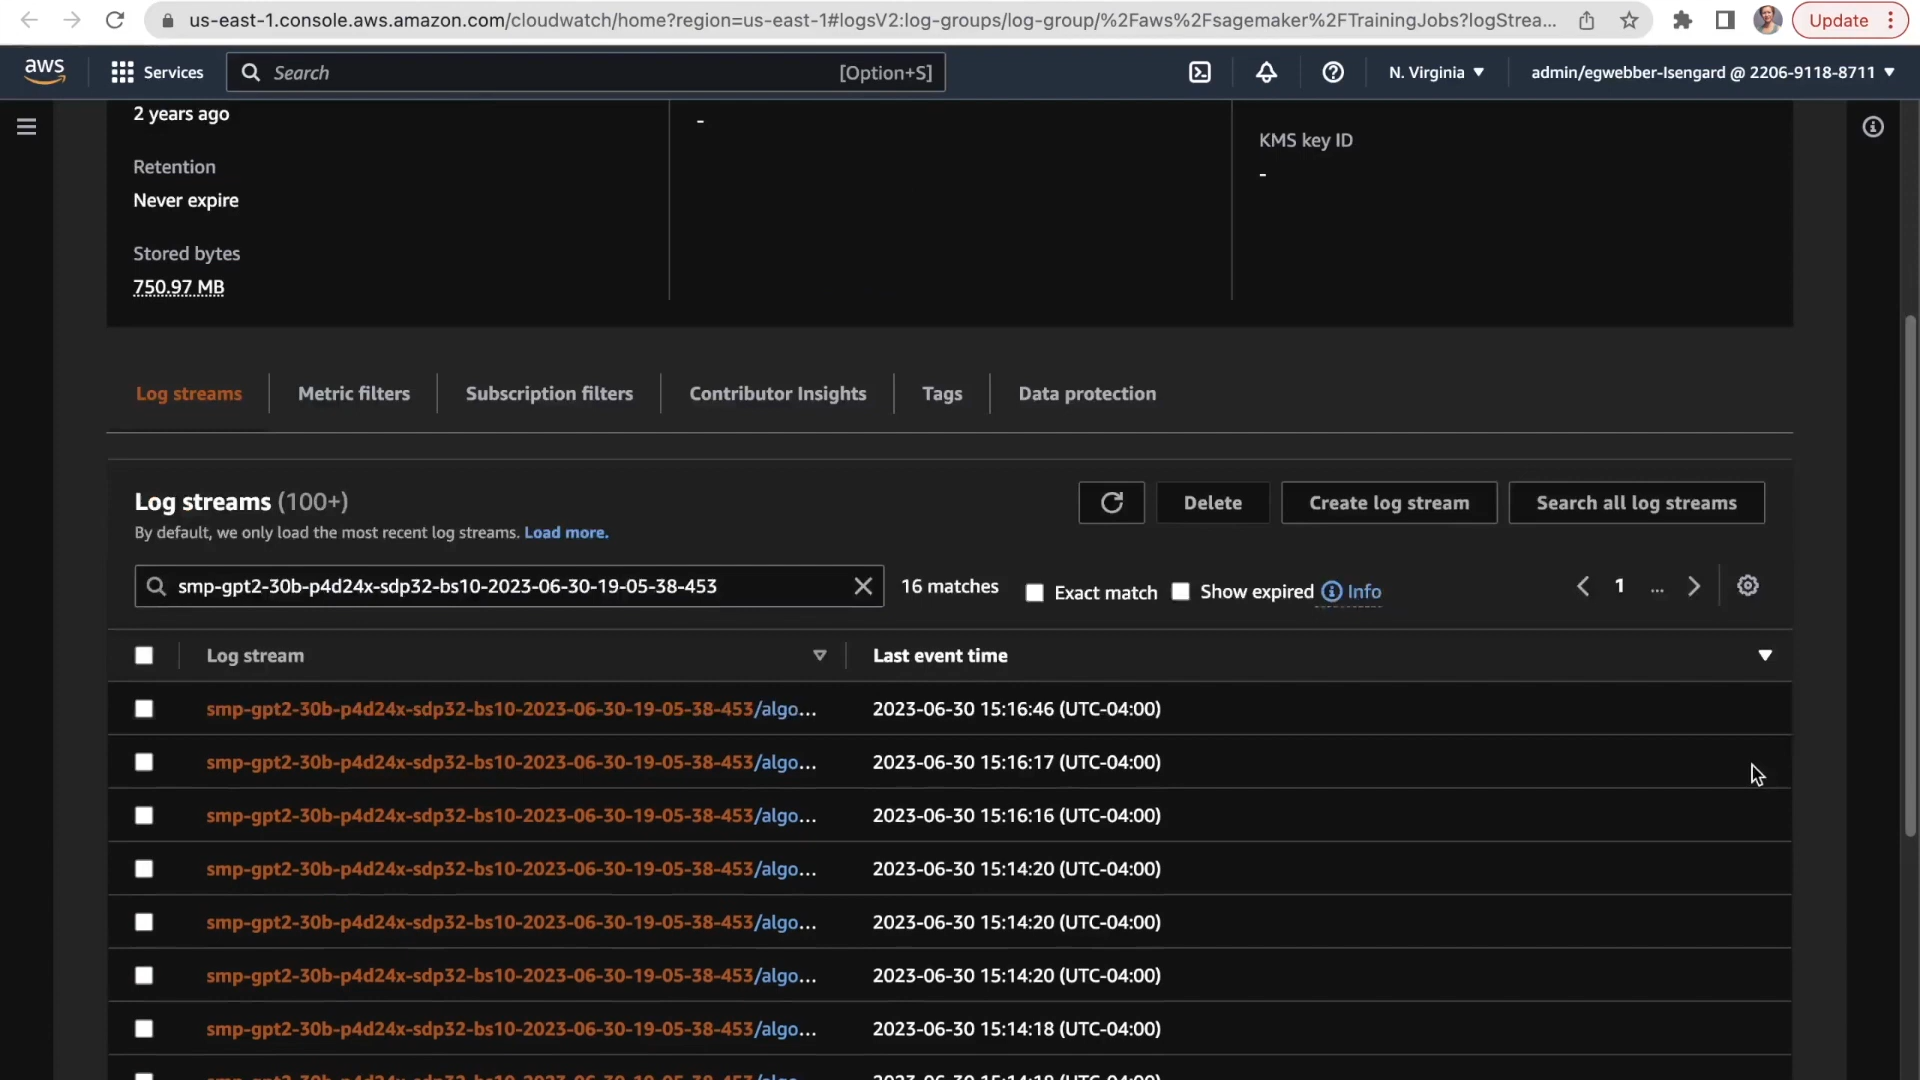 us-east-1.console.aws.amazon.com/cloudwatch/home?region=us-east-1#logsV2:log-groups/log-group/%2Faws%2Fsagemaker%2FTrainingJobs?logStrea...
Update
aws
Services
Search
[Option+S]
N. Virginia
admin/egwebber-Isengard @ 2206-9118-8711
2 years ago
-
KMS key ID
-
Retention
Never expire
Stored bytes
750.97 MB
Log streams
Metric filters
Subscription filters
Contributor Insights
Tags
Data protection
Log streams (100+)
By default, we only load the most recent log streams. Load more.
Delete
Create log stream
Search all log streams
smp-gpt2-30b-p4d24x-sdp32-bs10-2023-06-30-19-05-38-453
16 matches
Exact match
Show expired
Info
1
...
Log stream
Last event time
smp-gpt2-30b-p4d24x-sdp32-bs10-2023-06-30-19-05-38-453/algo... 2023-06-30 15:16:46 (UTC-04:00)
smp-gpt2-30b-p4d24x-sdp32-bs10-2023-06-30-19-05-38-453/algo... 2023-06-30 15:16:17 (UTC-04:00)
smp-gpt2-30b-p4d24x-sdp32-bs10-2023-06-30-19-05-38-453/algo... 2023-06-30 15:16:16 (UTC-04:00)
smp-gpt2-30b-p4d24x-sdp32-bs10-2023-06-30-19-05-38-453/algo... 2023-06-30 15:14:20 (UTC-04:00)
smp-gpt2-30b-p4d24x-sdp32-bs10-2023-06-30-19-05-38-453/algo... 2023-06-30 15:14:20 (UTC-04:00)
smp-gpt2-30b-p4d24x-sdp32-bs10-2023-06-30-19-05-38-453/algo... 2023-06-30 15:14:20 (UTC-04:00)
smp-gpt2-30b-p4d24x-sdp32-bs10-2023-06-30-19-05-38-453/algo... 2023-06-30 15:14:18 (UTC-04:00)